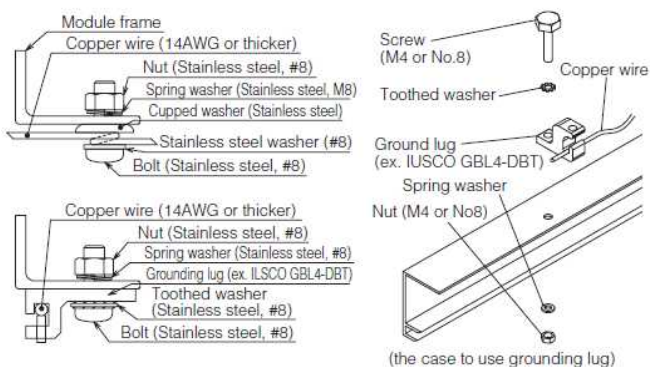 Module frame
Copper wire (14AWG or thicker)
Nut (Stainless steel, #8)
Spring washer (Stainless steel, M8)
Cupped washer (Stainless steel)
Stainless steel washer (#8)
Bolt (Stainless steel, #8)
Copper wire (14AWG or thicker)
Nut (Stainless steel, #8)
Spring washer (Stainless steel, #8)
Grounding lug (ex. ILSCO GBL4-DBT)
Toothed washer
(Stainless steel, #8)
Bolt (Stainless steel, #8)
Screw
(M4 or No.8)
Copper wire
Toothed washer
Ground lug
(ex. IUSCO GBL4-DBT)
Spring washer
Nut (M4 or No8)
(the case to use grounding lug)